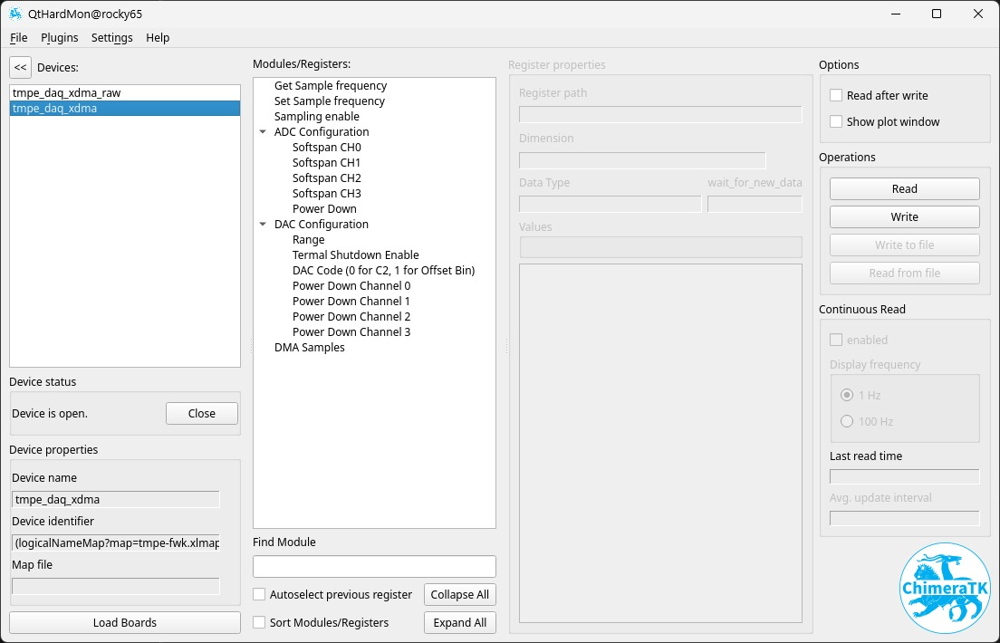 QtHardMon@rocky65
File Plugins Settings Help
<< Devices:
tmpe_daq_xdma_raw
tmpe_daq_xdma
Device status
Device is open. Close
Device properties
Device name
tmpe_daq_xdma
Device identifier
(logicalNameMap?map=tmpe-fwk.xlmap
Map file
Load Boards
Modules/Registers:
Get Sample frequency
Set Sample frequency
Sampling enable
ADC Configuration
Softspan CH0
Softspan CH1
Softspan CH2
Softspan CH3
Power Down
DAC Configuration
Range
Termal Shutdown Enable
DAC Code (0 for C2, 1 for Offset Bin)
Power Down Channel 0
Power Down Channel 1
Power Down Channel 2
Power Down Channel 3
DMA Samples
Find Module
Autoselect previous register Collapse All
Sort Modules/Registers Expand All
Register properties
Register path
Dimension
Data Type wait_for_new_data
Values
Options
Read after write
Show plot window
Operations
Read
Write
Write to file
Read from file
Continuous Read
enabled
Display frequency
1 Hz
100 Hz
Last read time
Avg. update interval
ChimeraTK